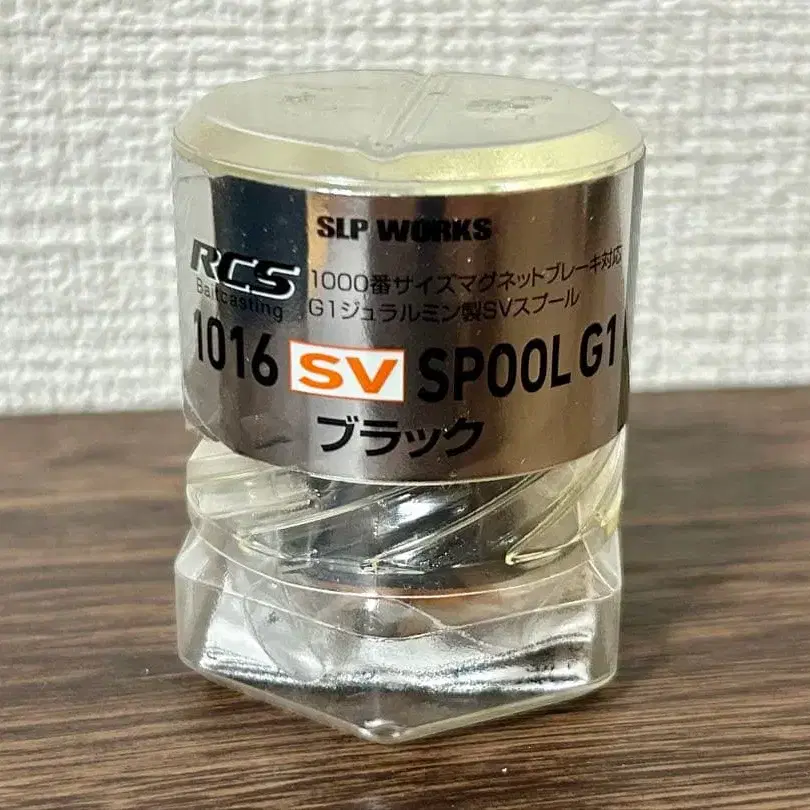 SLP WORKS
RCS
Baitcasting
1000番サイズマグネットブレーキ対応
G1ジュラルミン製SVスプール
1016 SV SPOOL G1
ブラック